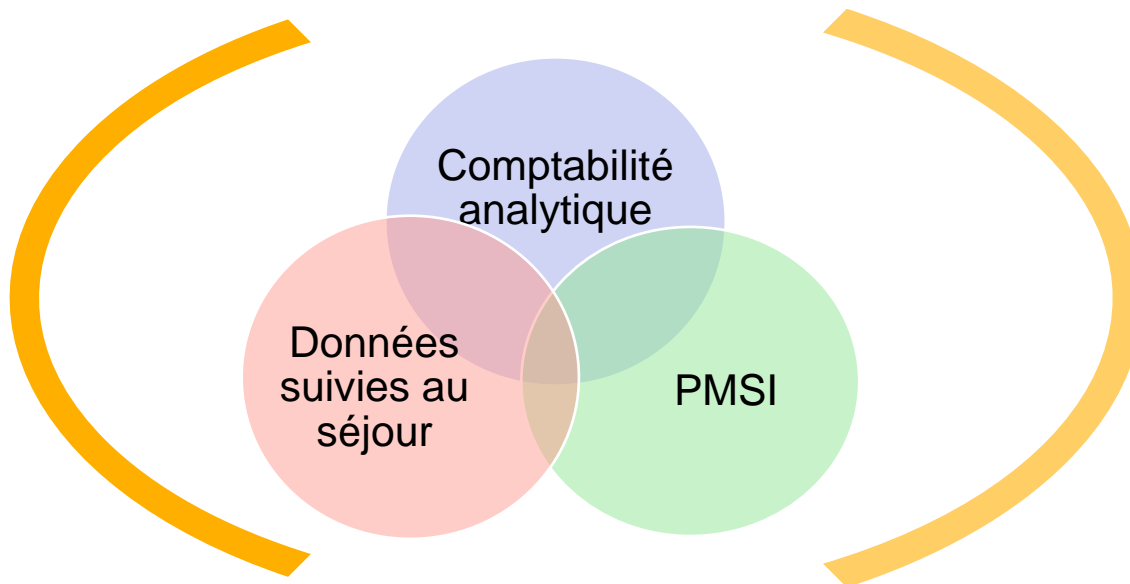 Comptabilité
analytique
Données
suivies au
séjour
PMSI